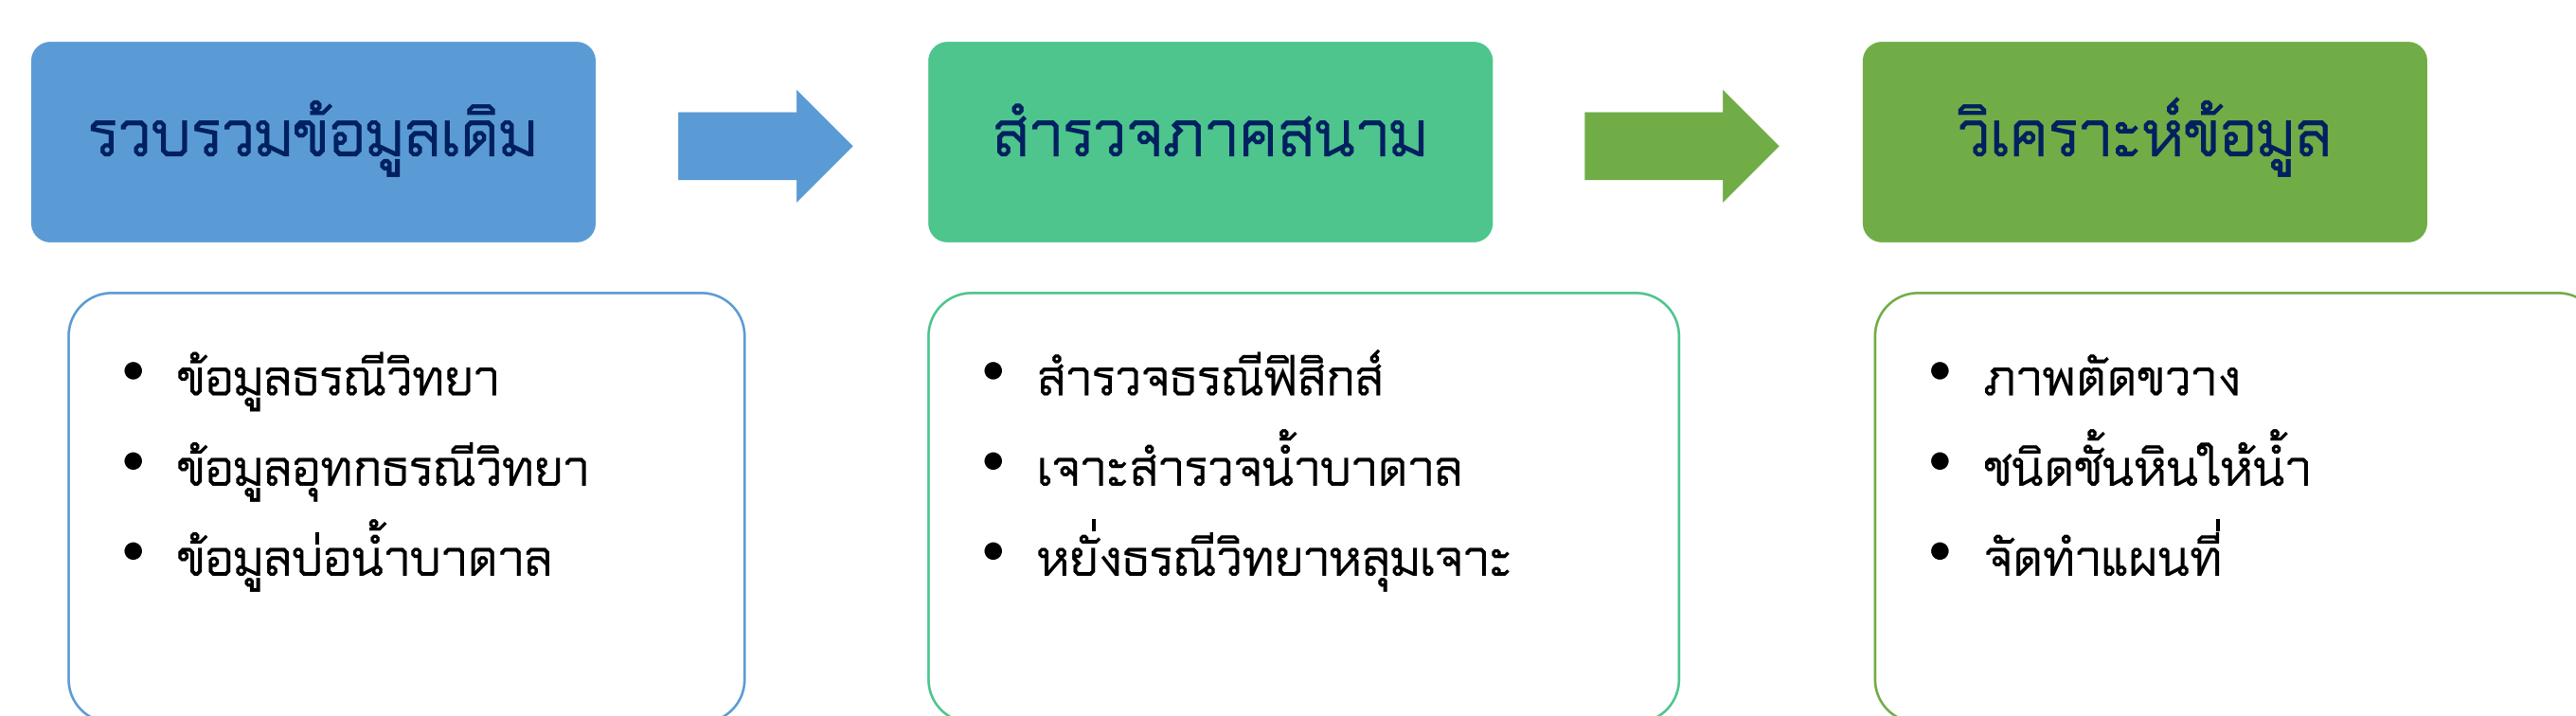 รวบรวมข้อมูลเดิม
สำรวจภาคสนาม
วิเคราะห์ข้อมูล
• ข้อมูลธรณีวิทยา
• ข้อมูลอุทกธรณีวิทยา
• ข้อมูลบ่อน้ำบาดาล
• สำรวจธรณีฟิสิกส์
• เจาะสำรวจน้ำบาดาล
• หยั่งธรณีวิทยาหลุมเจาะ
• ภาพตัดขวาง
• ชนิดชั้นหินให้น้ำ
• จัดทำแผนที่